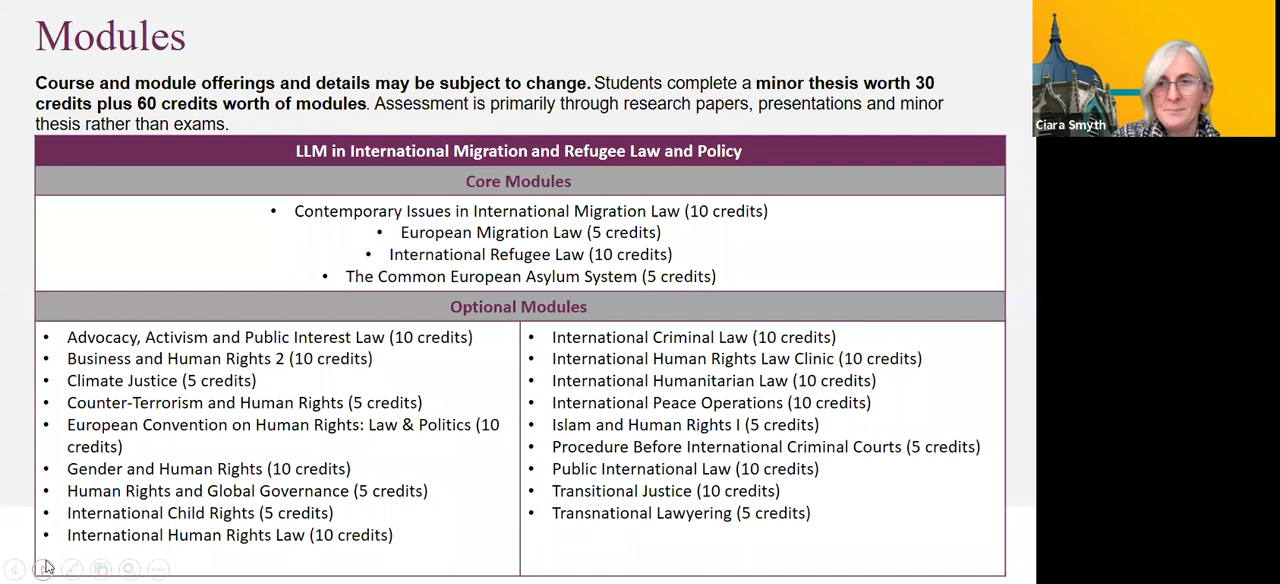 Modules
Course and module offerings and details may be subject to change. Students complete a minor thesis worth 30
credits plus 60 credits worth of modules. Assessment is primarily through research papers, presentations and minor
thesis rather than exams.
LLM in International Migration and Refugee Law and Policy
Core Modules
• Contemporary Issues in International Migration Law (10 credits)
• European Migration Law (5 credits)
• International Refugee Law (10 credits)
• The Common European Asylum System (5 credits)
Optional Modules
• Advocacy, Activism and Public Interest Law (10 credits)
• Business and Human Rights 2 (10 credits)
• Climate Justice (5 credits)
• Counter-Terrorism and Human Rights (5 credits)
• European Convention on Human Rights: Law & Politics (10
credits)
• Gender and Human Rights (10 credits)
• Human Rights and Global Governance (5 credits)
• International Child Rights (5 credits)
• International Human Rights Law (10 credits)
• International Criminal Law (10 credits)
• International Human Rights Law Clinic (10 credits)
• International Humanitarian Law (10 credits)
• International Peace Operations (10 credits)
• Islam and Human Rights I (5 credits)
• Procedure Before International Criminal Courts (5 credits)
• Public International Law (10 credits)
• Transitional Justice (10 credits)
• Transnational Lawyering (5 credits)
Ciara Smyth